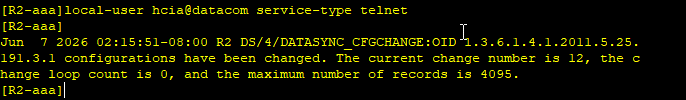 [R2-aaa]local-user hcia@datacom service-type telnet
[R2-aaa]
Jun  7 2026 02:15:51-08:00 R2 DS/4/DATASYNC_CFGCHANGE:OID 1.3.6.1.4.1.2011.5.25.
191.3.1 configurations have been changed. The current change number is 12, the c
hange loop count is 0, and the maximum number of records is 4095.
[R2-aaa]